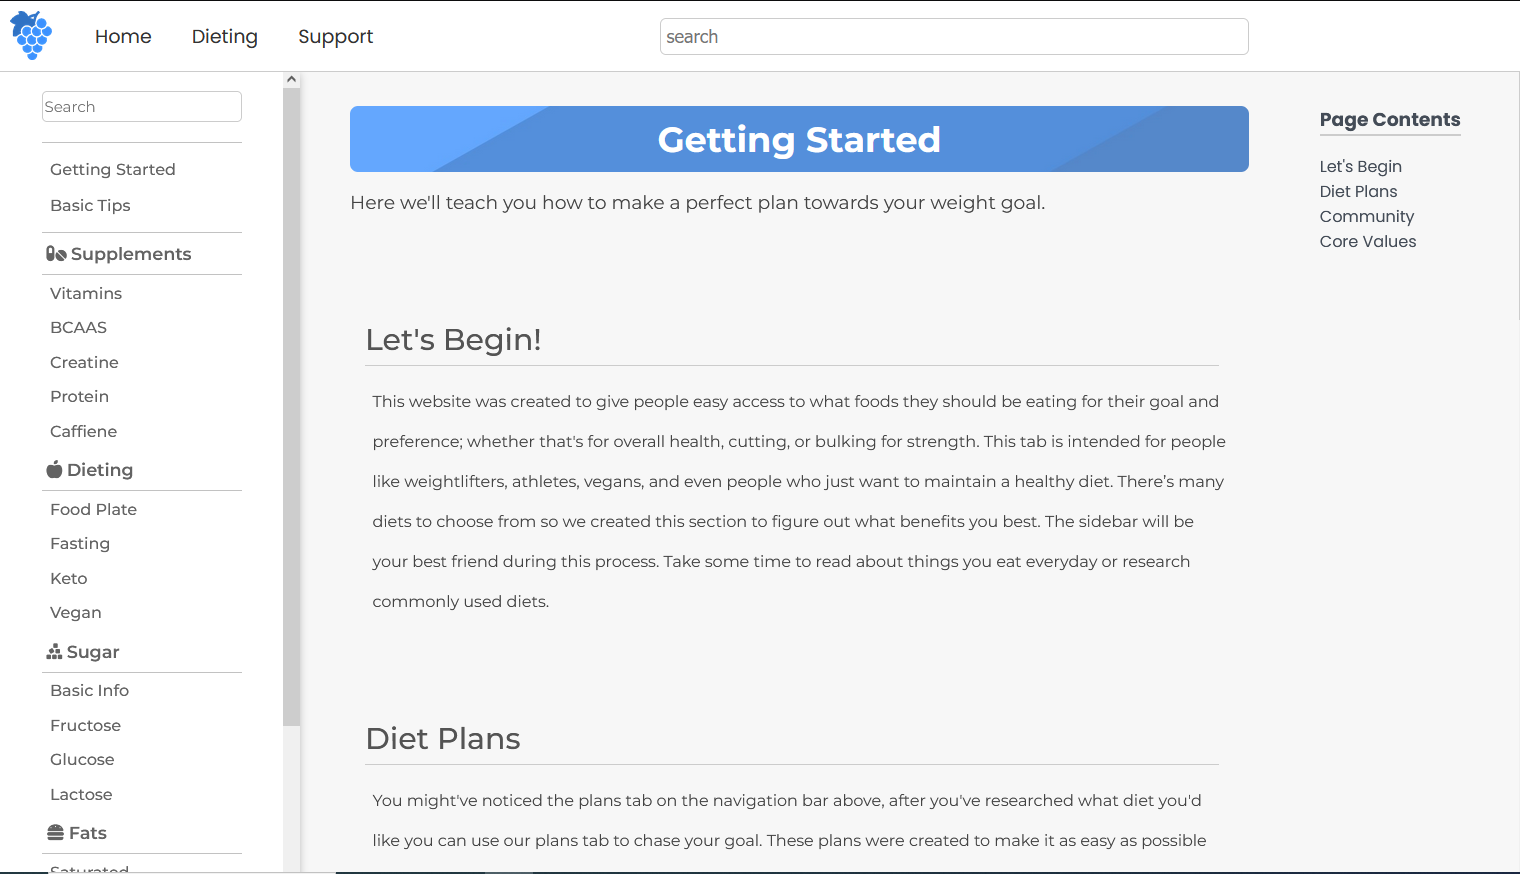 Home Dieting Support search
Search
Getting Started
Basic Tips
Supplements
Vitamins
BCAAS
Creatine
Protein
Caffiene
Dieting
Food Plate
Fasting
Keto
Vegan
Sugar
Basic Info
Fructose
Glucose
Lactose
Fats
Saturated
Getting Started
Here we'll teach you how to make a perfect plan towards your weight goal.
Let's Begin!
This website was created to give people easy access to what foods they should be eating for their goal and
preference; whether that's for overall health, cutting, or bulking for strength. This tab is intended for people
like weightlifters, athletes, vegans, and even people who just want to maintain a healthy diet. There’s many
diets to choose from so we created this section to figure out what benefits you best. The sidebar will be
your best friend during this process. Take some time to read about things you eat everyday or research
commonly used diets.
Diet Plans
You might've noticed the plans tab on the navigation bar above, after you've researched what diet you'd
like you can use our plans tab to chase your goal. These plans were created to make it as easy as possible
Page Contents
Let's Begin
Diet Plans
Community
Core Values